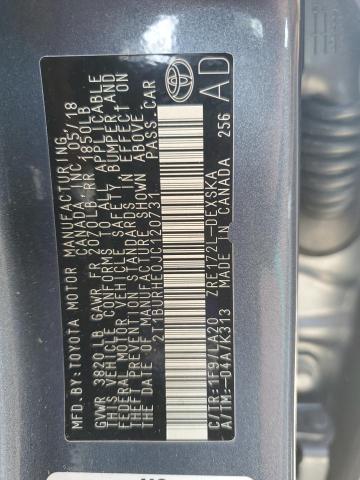 MFD.BY:TOYOTA MOTOR MANUFACTURING
CANADA, INC. 05/18
GVWR 3820LB GAWR FR 2020LB RR 1850LB
THIS VEHICLE CONFORMS TO ALL APPLICABLE
FEDERAL MOTOR VEHICLE SAFETY, BUMPER, AND
THEFT PREVENTION STANDARDS IN EFFECT ON
THE DATE OF MANUFACTURE SHOWN ABOVE.
2T1BURHE0JC120731 PASS.CAR
C/TR:1F9/LA20 ZRE172L-DEXSKA
A/TM:-04A/K313 MADE IN CANADA 256
AD